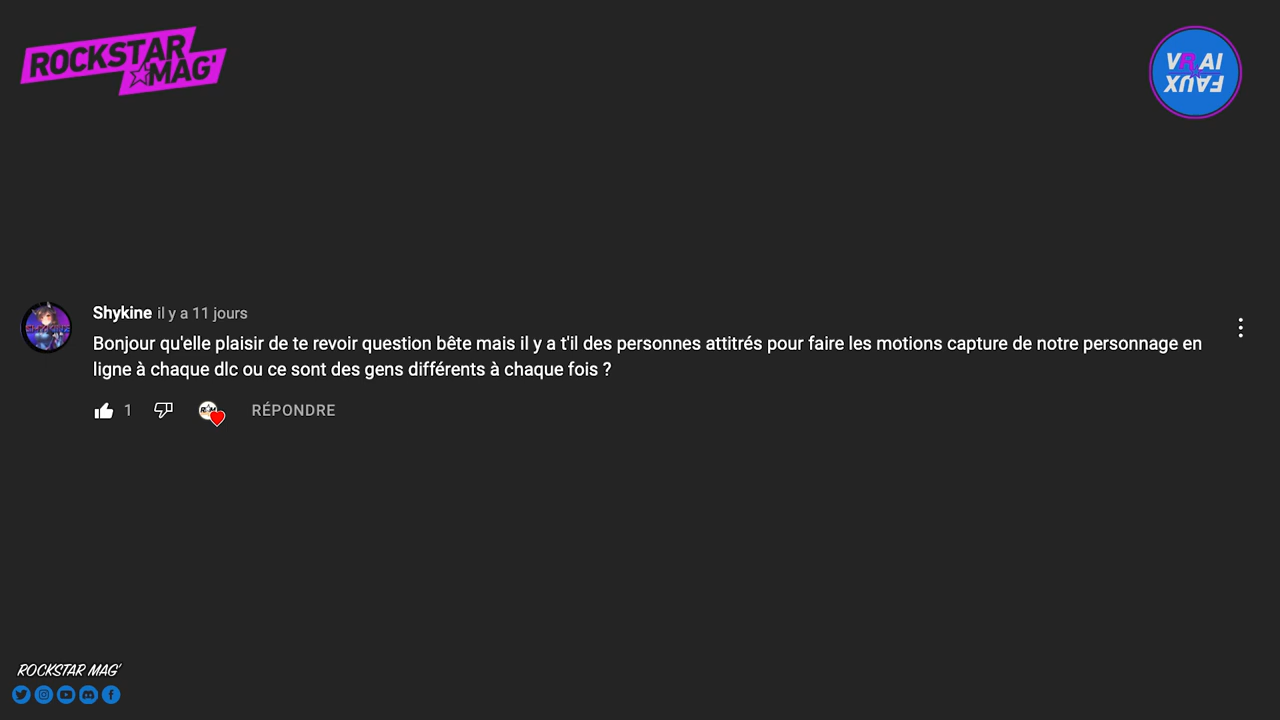 ROCKSTAR
MAG'
VRAI
FAUX
Shykine il y a 11 jours
Bonjour qu'elle plaisir de te revoir question bête mais il y a t'il des personnes attitrés pour faire les motions capture de notre personnage en
ligne à chaque dlc ou ce sont des gens différents à chaque fois ?
1
RÉPONDRE
ROCKSTAR MAG'